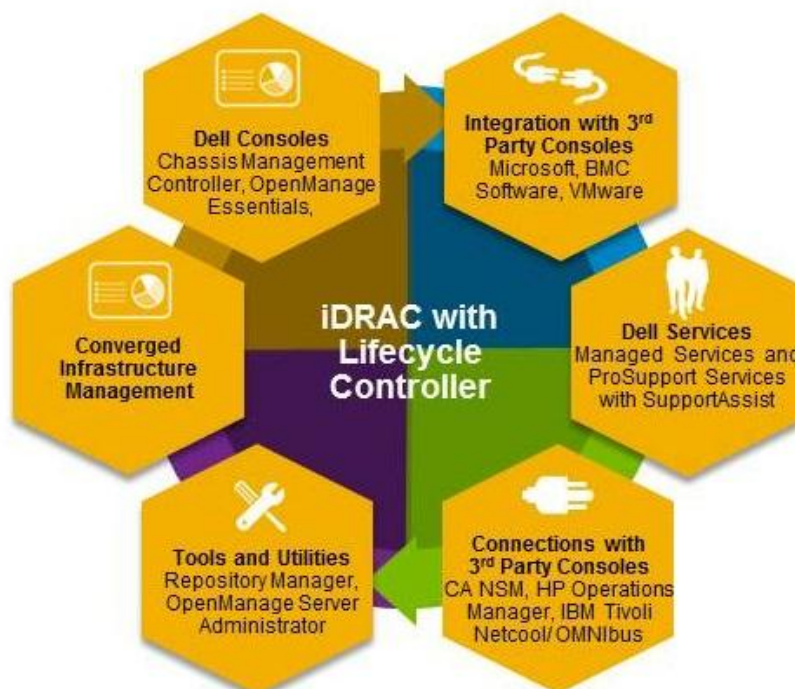 Dell Consoles
Chassis Management
Controller, OpenManage
Essentials,
Integration with 3rd
Party Consoles
Microsoft, BMC
Software, VMware
Converged
Infrastructure
Management
iDRAC with
Lifecycle
Controller
Dell Services
Managed Services and
ProSupport Services
with SupportAssist
Tools and Utilities
Repository Manager,
OpenManage Server
Administrator
Connections with
3rd Party Consoles
CA NSM, HP Operations
Manager, IBM Tivoli
Netcool/ OMNIbus